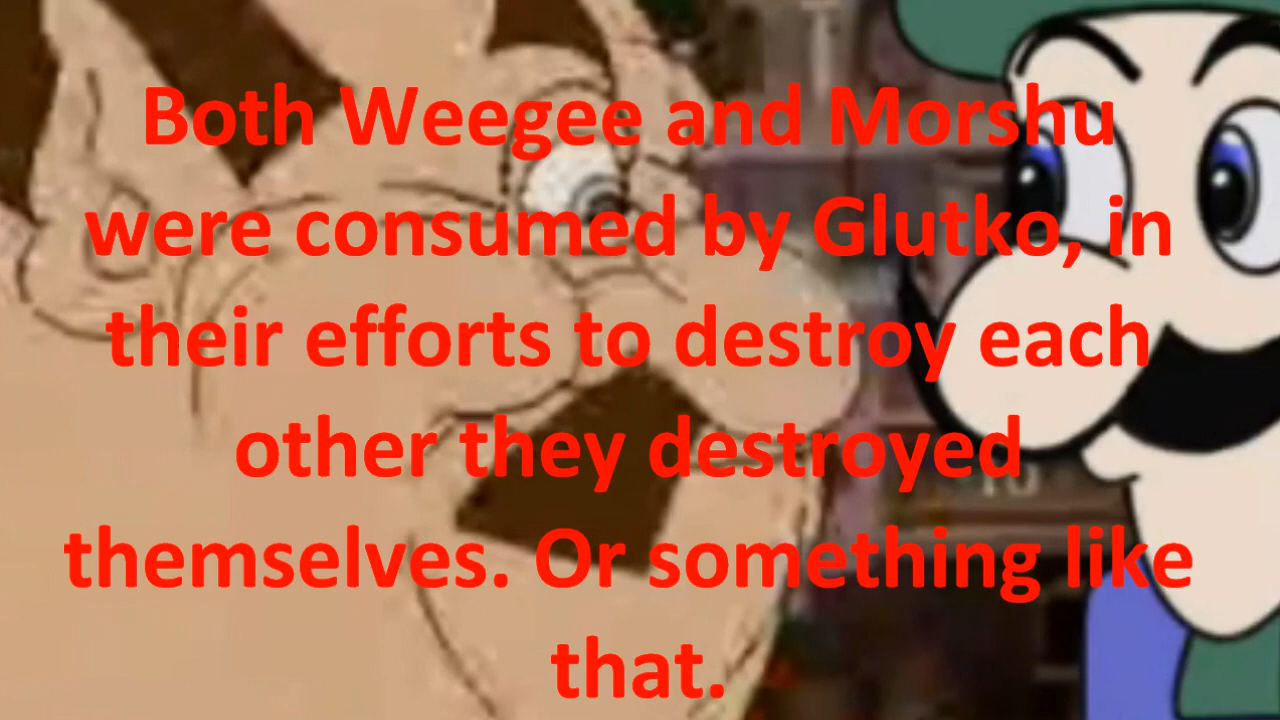 Both Weegee and Morshu
were consumed by Glutko, in
their efforts to destroy each
other they destroyed
themselves. Or something like
that.